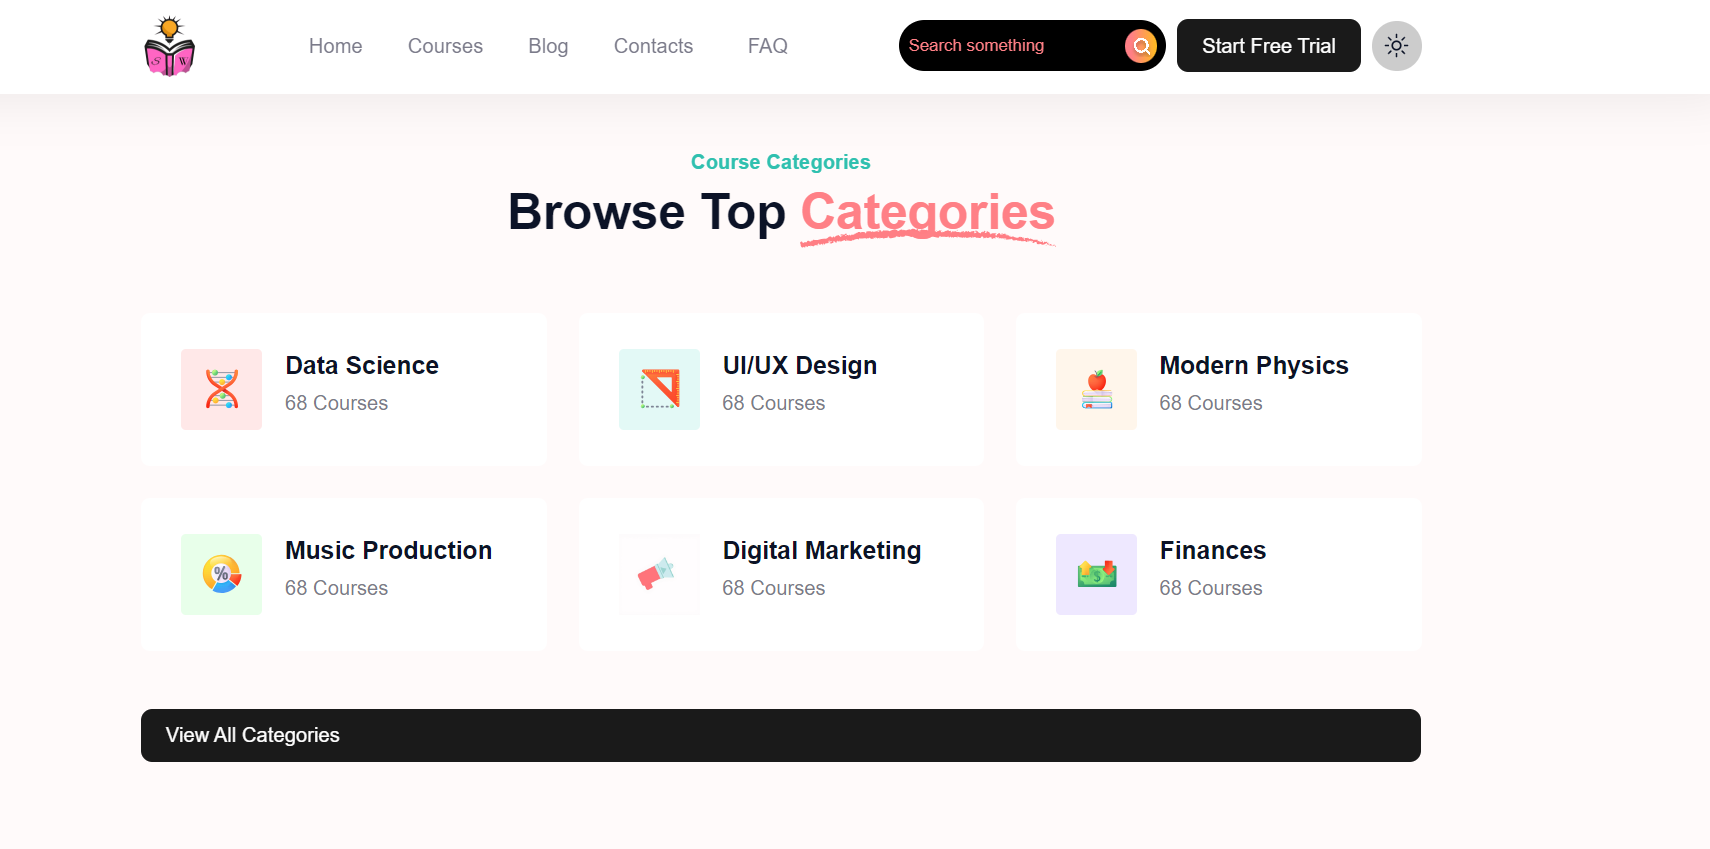 S W
Home Courses Blog Contacts FAQ
Search something
Start Free Trial
Course Categories
Browse Top Categories
Data Science
68 Courses
UI/UX Design
68 Courses
Modern Physics
68 Courses
%
Music Production
68 Courses
Digital Marketing
68 Courses
$
Finances
68 Courses
View All Categories